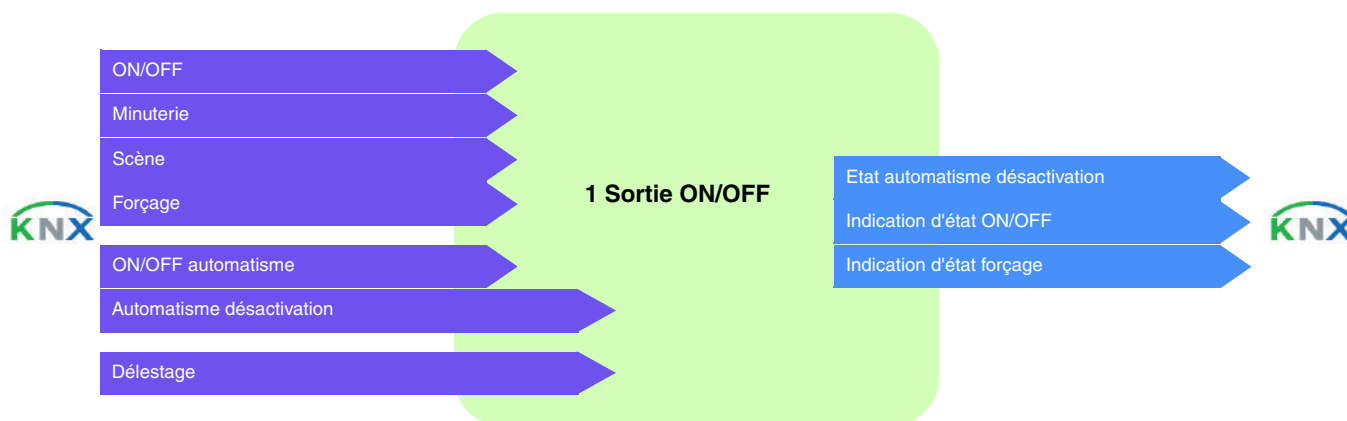 ON/OFF
Minuterie
Scène
Forçage
ON/OFF automatisme
Automatisme désactivation
Délestage
KNX
1 Sortie ON/OFF
Etat automatisme désactivation
Indication d'état ON/OFF
Indication d'état forçage
KNX